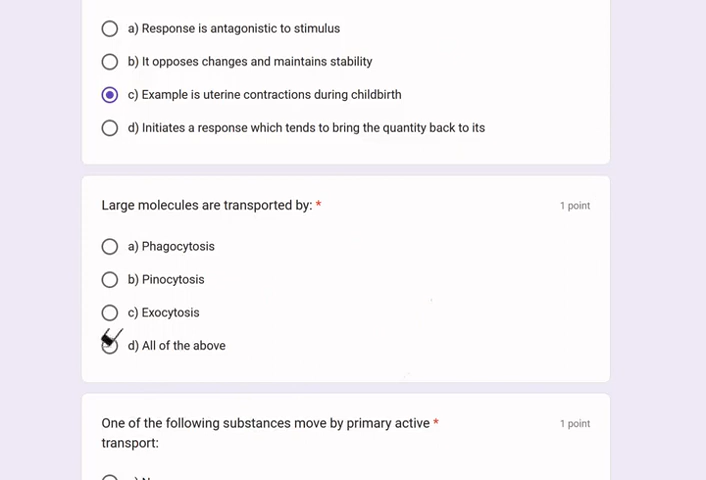 a) Response is antagonistic to stimulus
b) It opposes changes and maintains stability
c) Example is uterine contractions during childbirth
d) Initiates a response which tends to bring the quantity back to its
Large molecules are transported by: *
1 point
a) Phagocytosis
b) Pinocytosis
c) Exocytosis
d) All of the above
One of the following substances move by primary active *
1 point
transport: